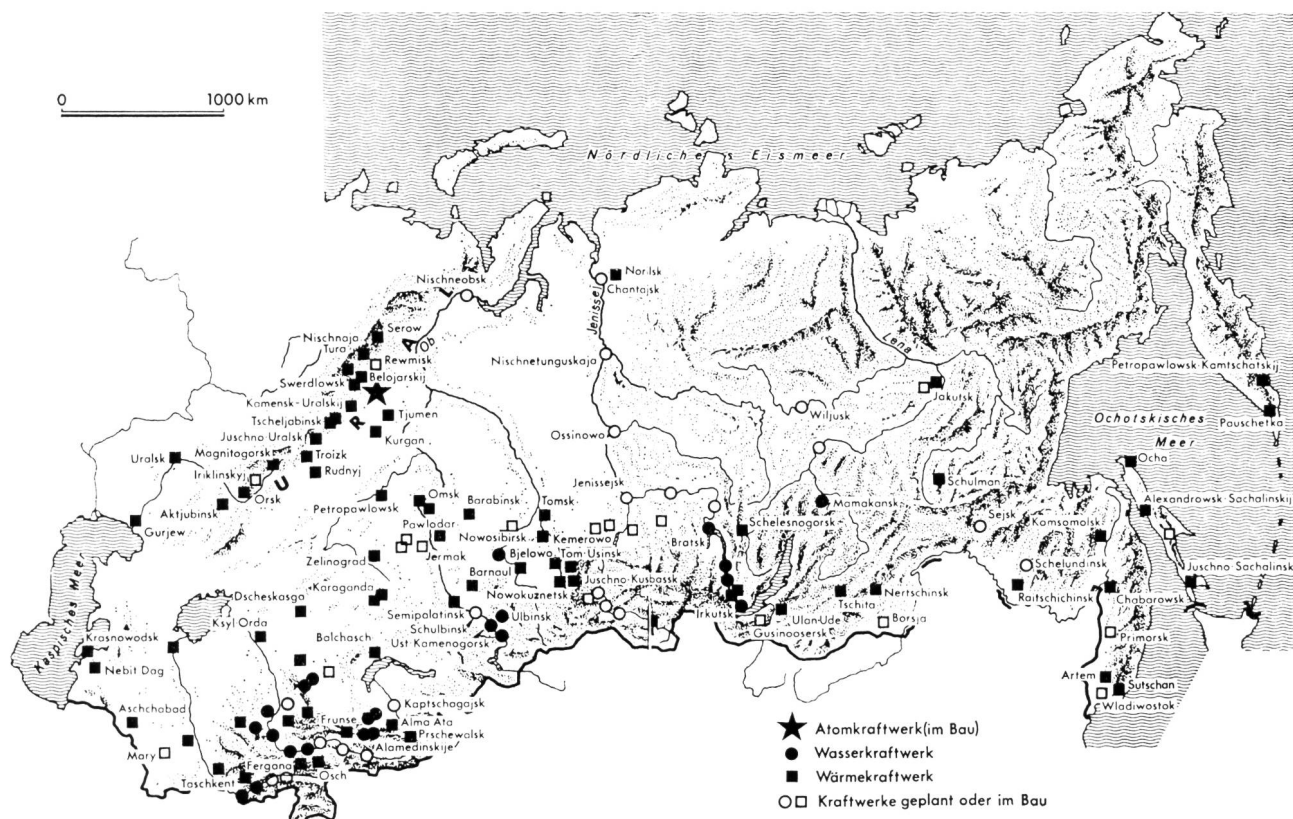 0 1000 km
Nördliches Eismeer
Norilsk
Chantajsk
Jenissei
Nischneobsk
Serow
Ob
Nischnaja
Tura
Rewmisk
Belojarskij
Swerdlowsk
Nischnetunguskaja
Lena
Petropawlowsk-Kamtschatskij
Kamensk-Uralskij
Tjumen
Wiljusk
Jakutsk
Ochotskisches
Meer
Pauschetka
Tscheljabinsk
Juschno-Uralskij
Kurgan
Ossinowo
Magnitogorsk
Troizk
Uralsk
Iriklinskyj
Rudnyj
Ocha
URAL
Orsk
Omsk
Barabinsk
Tomsk
Jenissejsk
Schulman
Aktjubinsk
Petropawlowsk
Mamakansk
Alexandrowsk-Sachalinskij
Schelesnogorsk
Sejsk
Komsomolsk
Gurjew
Pawlodar
Nowosibirsk
Kemerowo
Bratsk
Jermak
Bjelowo
Tom-Usinsk
Zelinograd
Schelundinsk
Juschno-Sachalinsk
Barnaul
Juschno-Kusbassk
Karaganda
Nowokuznetsk
Raitschichinsk
Chabarowsk
Dscheskasga
Semipalatinsk
Ulbinsk
Irkutsk
Tschita
Nertschinsk
Ksyl Orda
Schulbinsk
Ulan-Ude
Kaspisches Meer
Krasnowodsk
Balchasch
Ust Kamenogorsk
Gusinoosersk
Borsja
Primorsk
Nebit Dag
Artem
Sutschan
Kaptschagajsk
Wladiwostok
Aschchobad
Frunse
Alma Ata
Prschewalsk
Alamedinskije
Mary
Fergana
Osch
Taschkent
Atomkraftwerk(im Bau)
Wasserkraftwerk
Wärmekraftwerk
Kraftwerke geplant oder im Bau